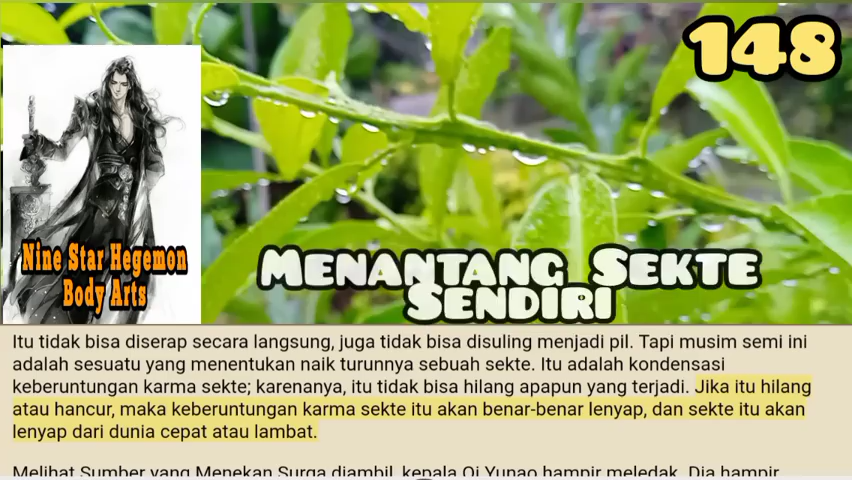 148
Nine Star Hegemon
Body Arts
Menantang Sekte
Sendiri
Itu tidak bisa diserap secara langsung, juga tidak bisa disuling menjadi pil. Tapi musim semi ini
adalah sesuatu yang menentukan naik turunnya sebuah sekte. Itu adalah kondensasi
keberuntungan karma sekte; karenanya, itu tidak bisa hilang apapun yang terjadi. Jika itu hilang
atau hancur, maka keberuntungan karma sekte itu akan benar-benar lenyap, dan sekte itu akan
lenyap dari dunia cepat atau lambat.
Melihat Sumber yang Menekan Surga diambil, kepala Qi Yunao hampir meledak. Dia hampir